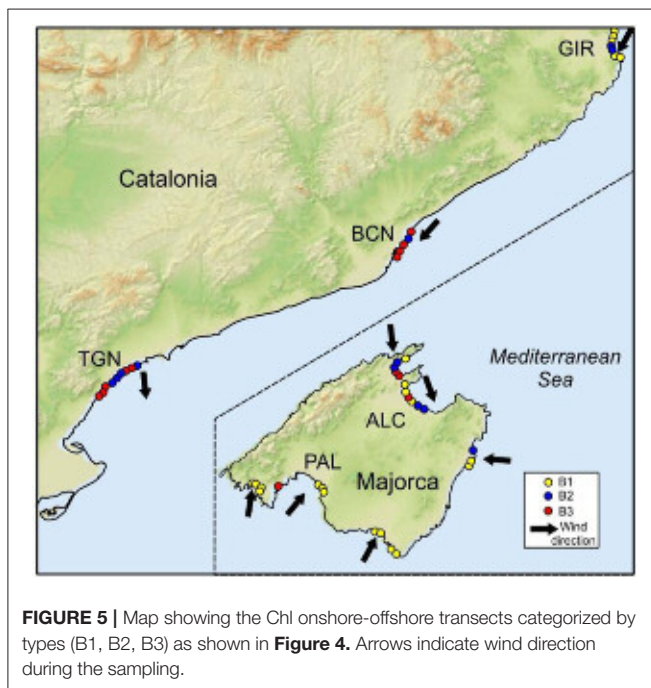 GIR
Catalonia
BCN
TGN
Mediterranean
Sea
ALC
PAL
Majorca
B1
B2
B3
Wind
direction
FIGURE 5 | Map showing the Chl onshore-offshore transects categorized by
types (B1, B2, B3) as shown in Figure 4. Arrows indicate wind direction
during the sampling.